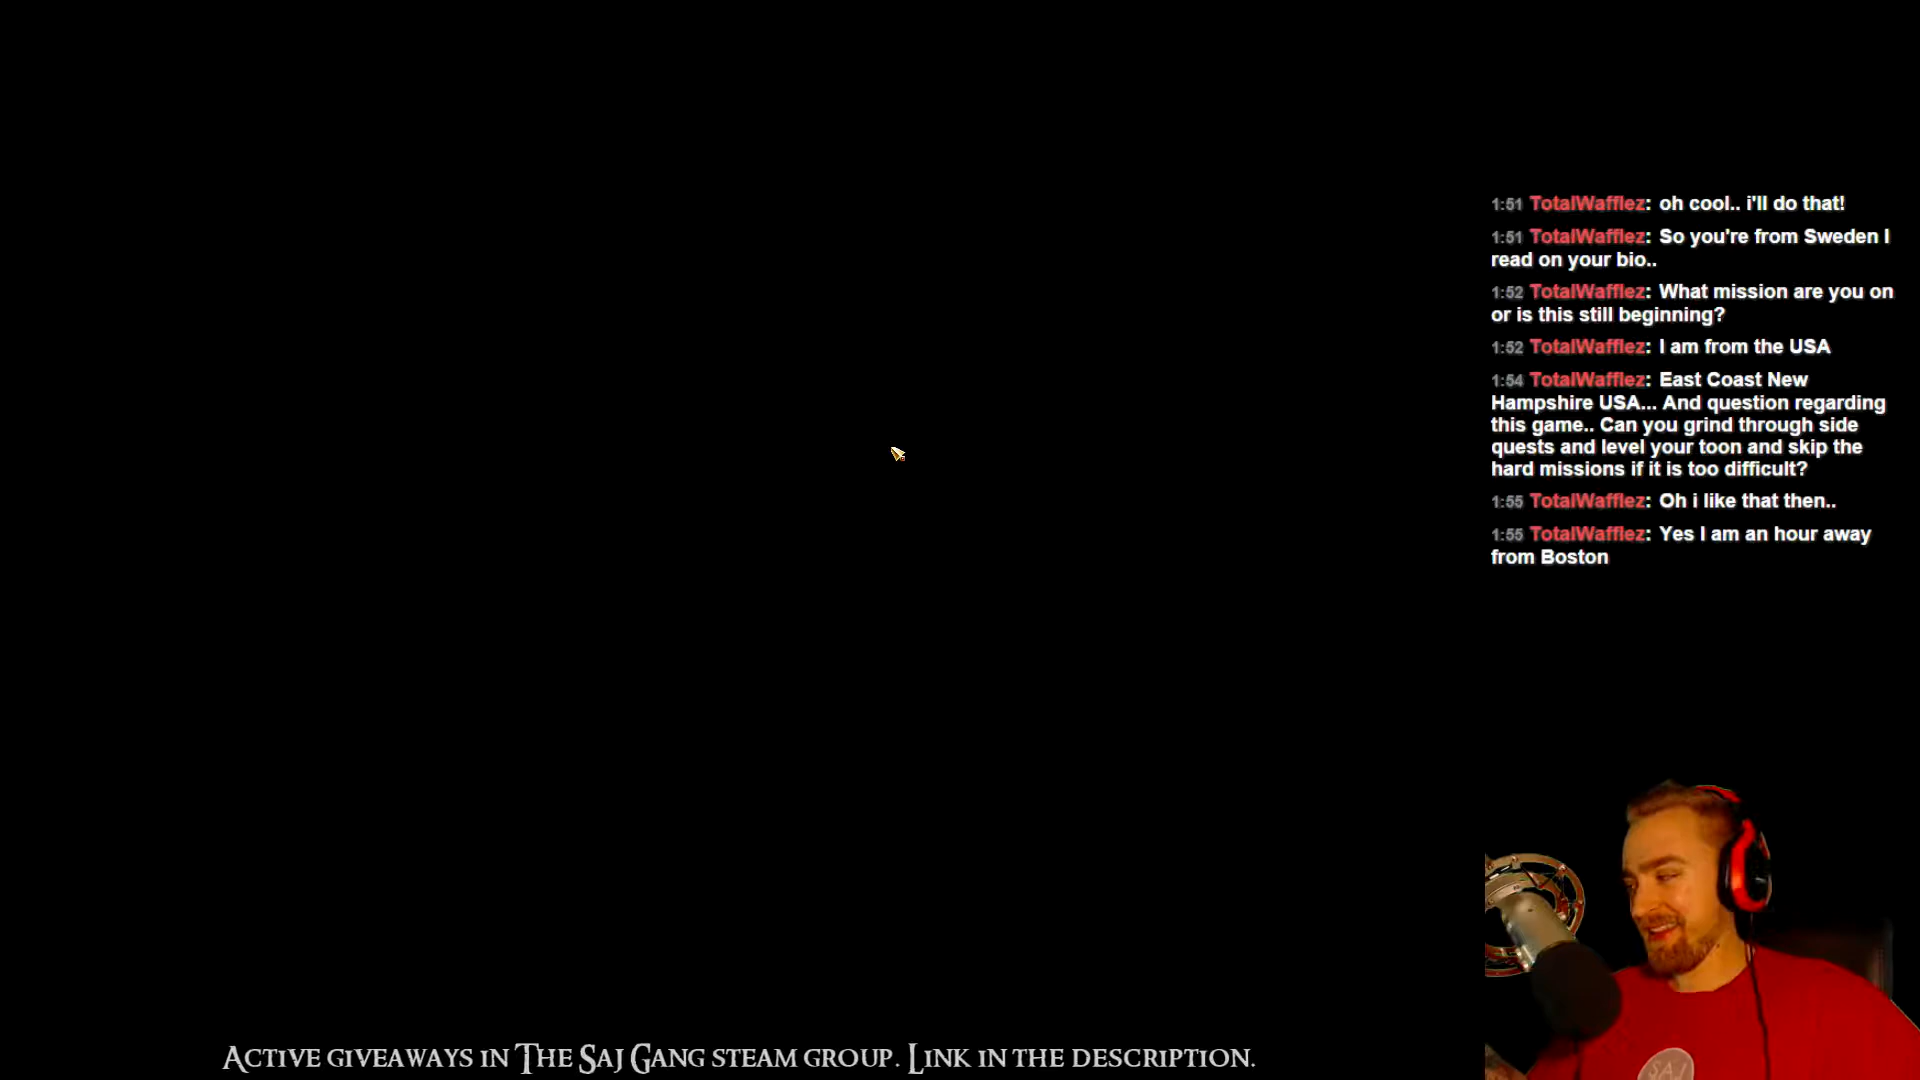 1:51 TotalWafflez: oh cool.. i'll do that!
1:51 TotalWafflez: So you're from Sweden I
read on your bio..
1:52 TotalWafflez: What mission are you on
or is this still beginning?
1:52 TotalWafflez: I am from the USA
1:54 TotalWafflez: East Coast New
Hampshire USA... And question regarding
this game.. Can you grind through side
quests and level your toon and skip the
hard missions if it is too difficult?
1:55 TotalWafflez: Oh i like that then..
1:55 TotalWafflez: Yes I am an hour away
from Boston
SAJ
Active giveaways in The Saj Gang steam group. Link in the description.